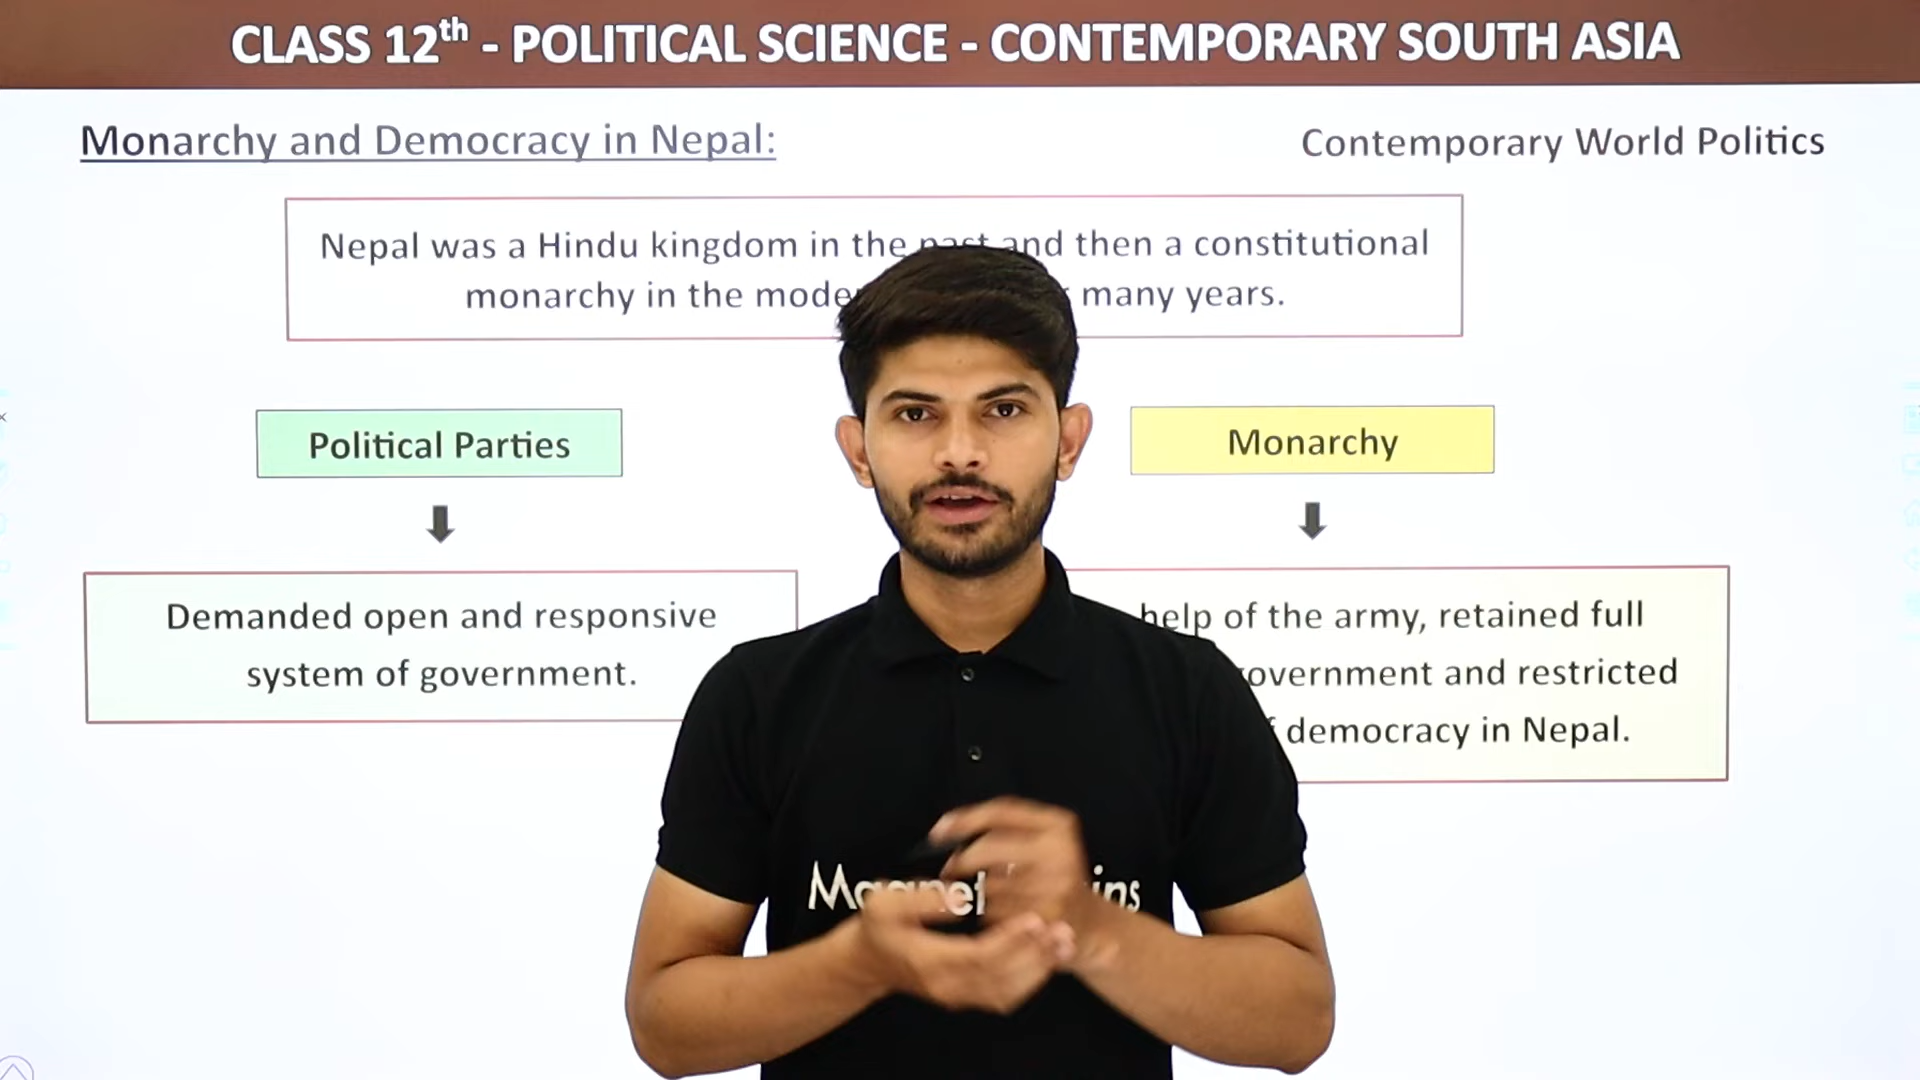 CLASS 12th - POLITICAL SCIENCE - CONTEMPORARY SOUTH ASIA
Monarchy and Democracy in Nepal:
Contemporary World Politics
Nepal was a Hindu kingdom in the past and then a constitutional
monarchy in the many years.
Political Parties
Monarchy
Demanded open and responsive
system of government.
help of the army, retained full
government and restricted
democracy in Nepal.